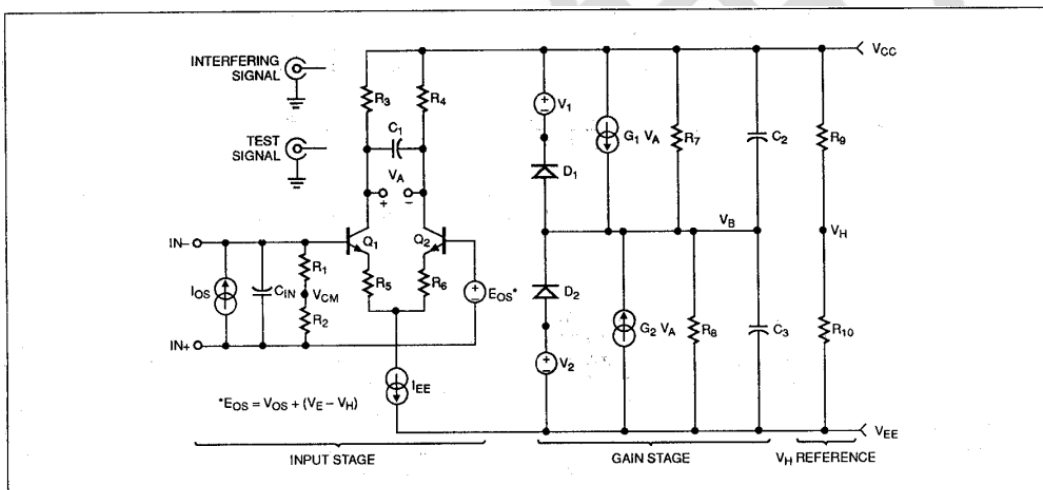 INTERFERING
SIGNAL
TEST
SIGNAL
R3
R4
C1
VA
+
−
Q1
Q2
IN–
IOS
CIN
R1
VCM
R2
R5
R6
EOS*
IN+
IEE
*EOS = VOS + (VE – VH)
INPUT STAGE
V1
D1
D2
V2
G1 VA
R7
C2
VB
G2 VA
R8
C3
GAIN STAGE
VCC
R9
VH
R10
VEE
VH REFERENCE